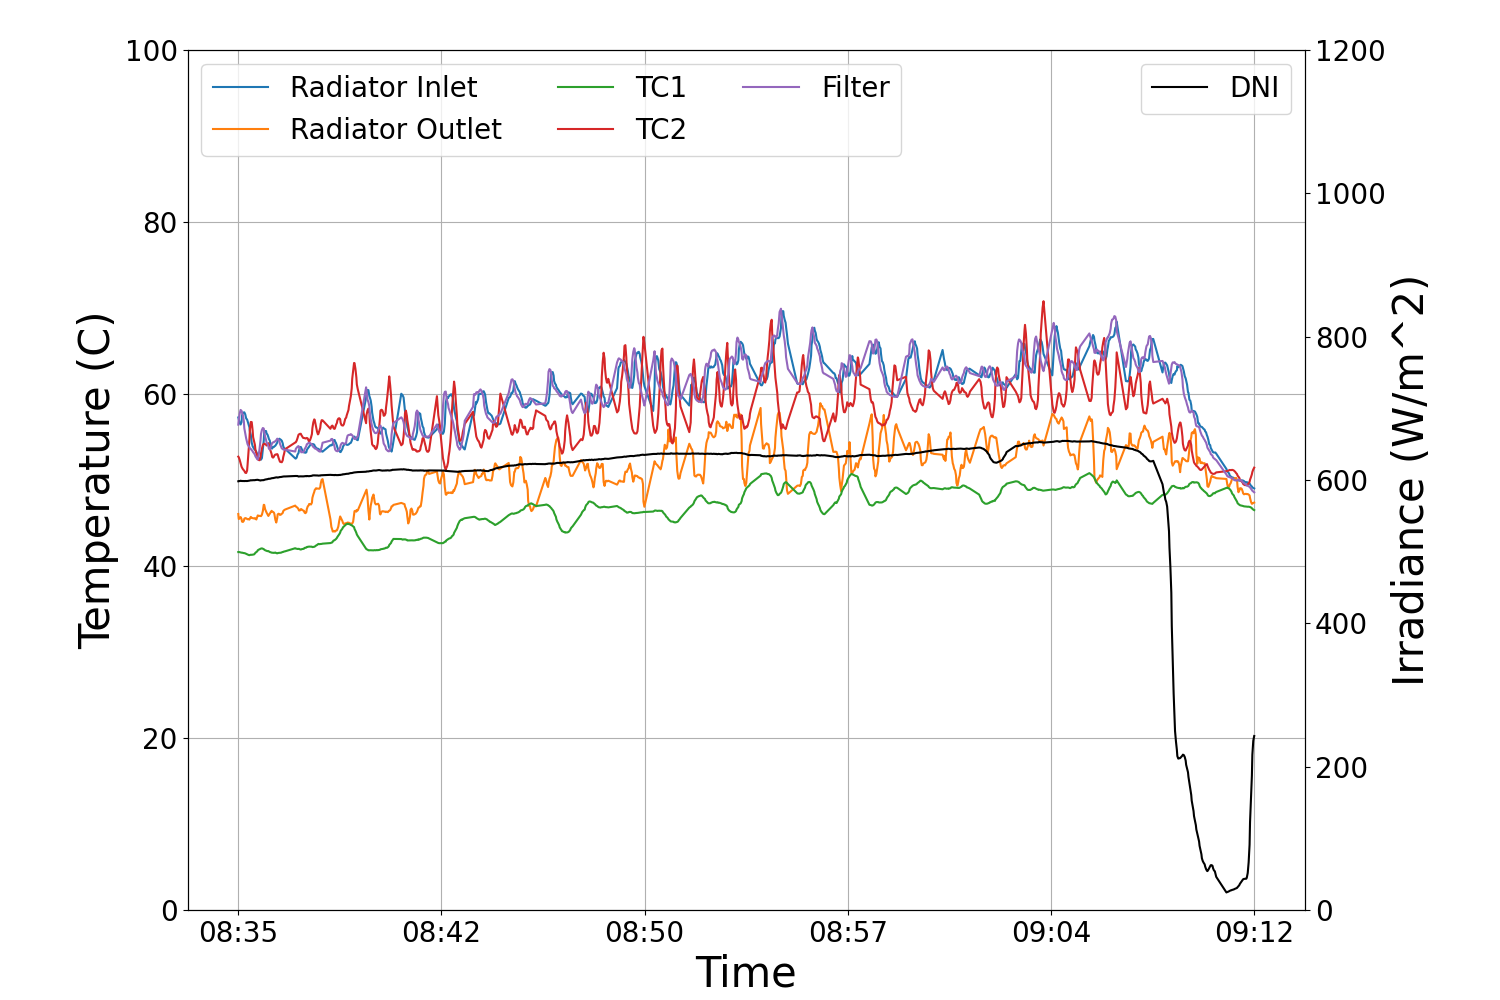 100
80
60
40
20
0
Temperature (C)
Radiator Inlet
Radiator Outlet
TC1
TC2
Filter
DNI
1200
1000
800
600
400
200
0
Irradiance (W/m^2)
08:35
08:42
08:50
08:57
09:04
09:12
Time